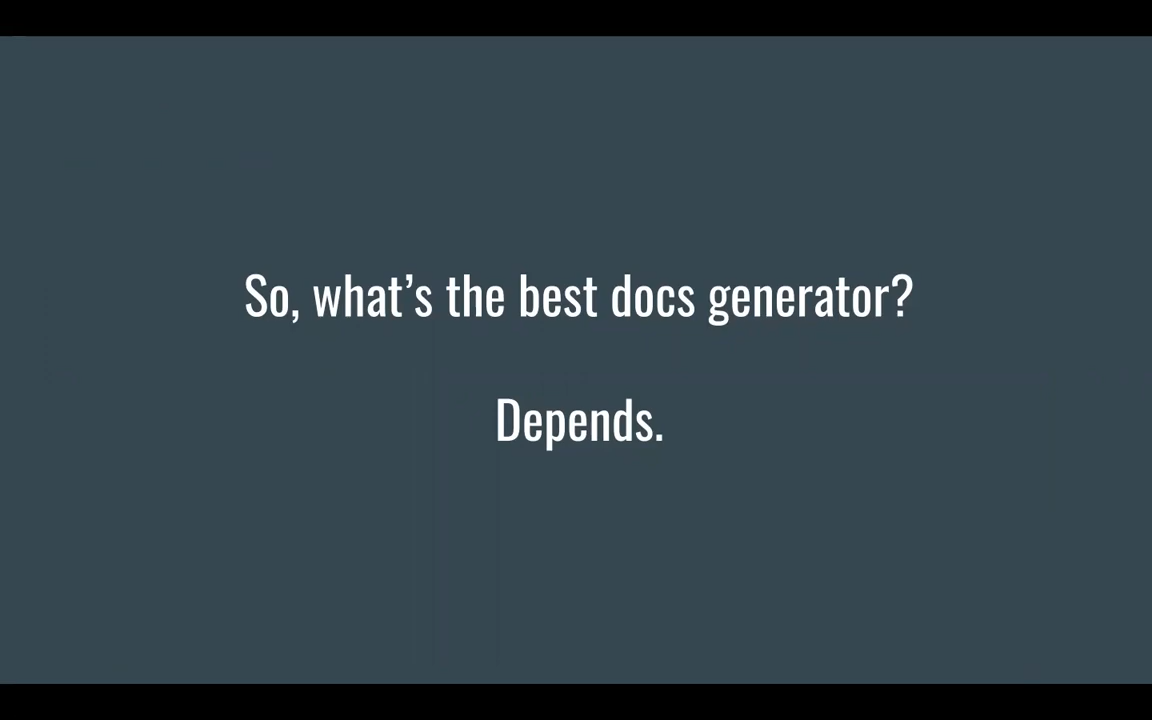 So, what’s the best docs generator?
Depends.